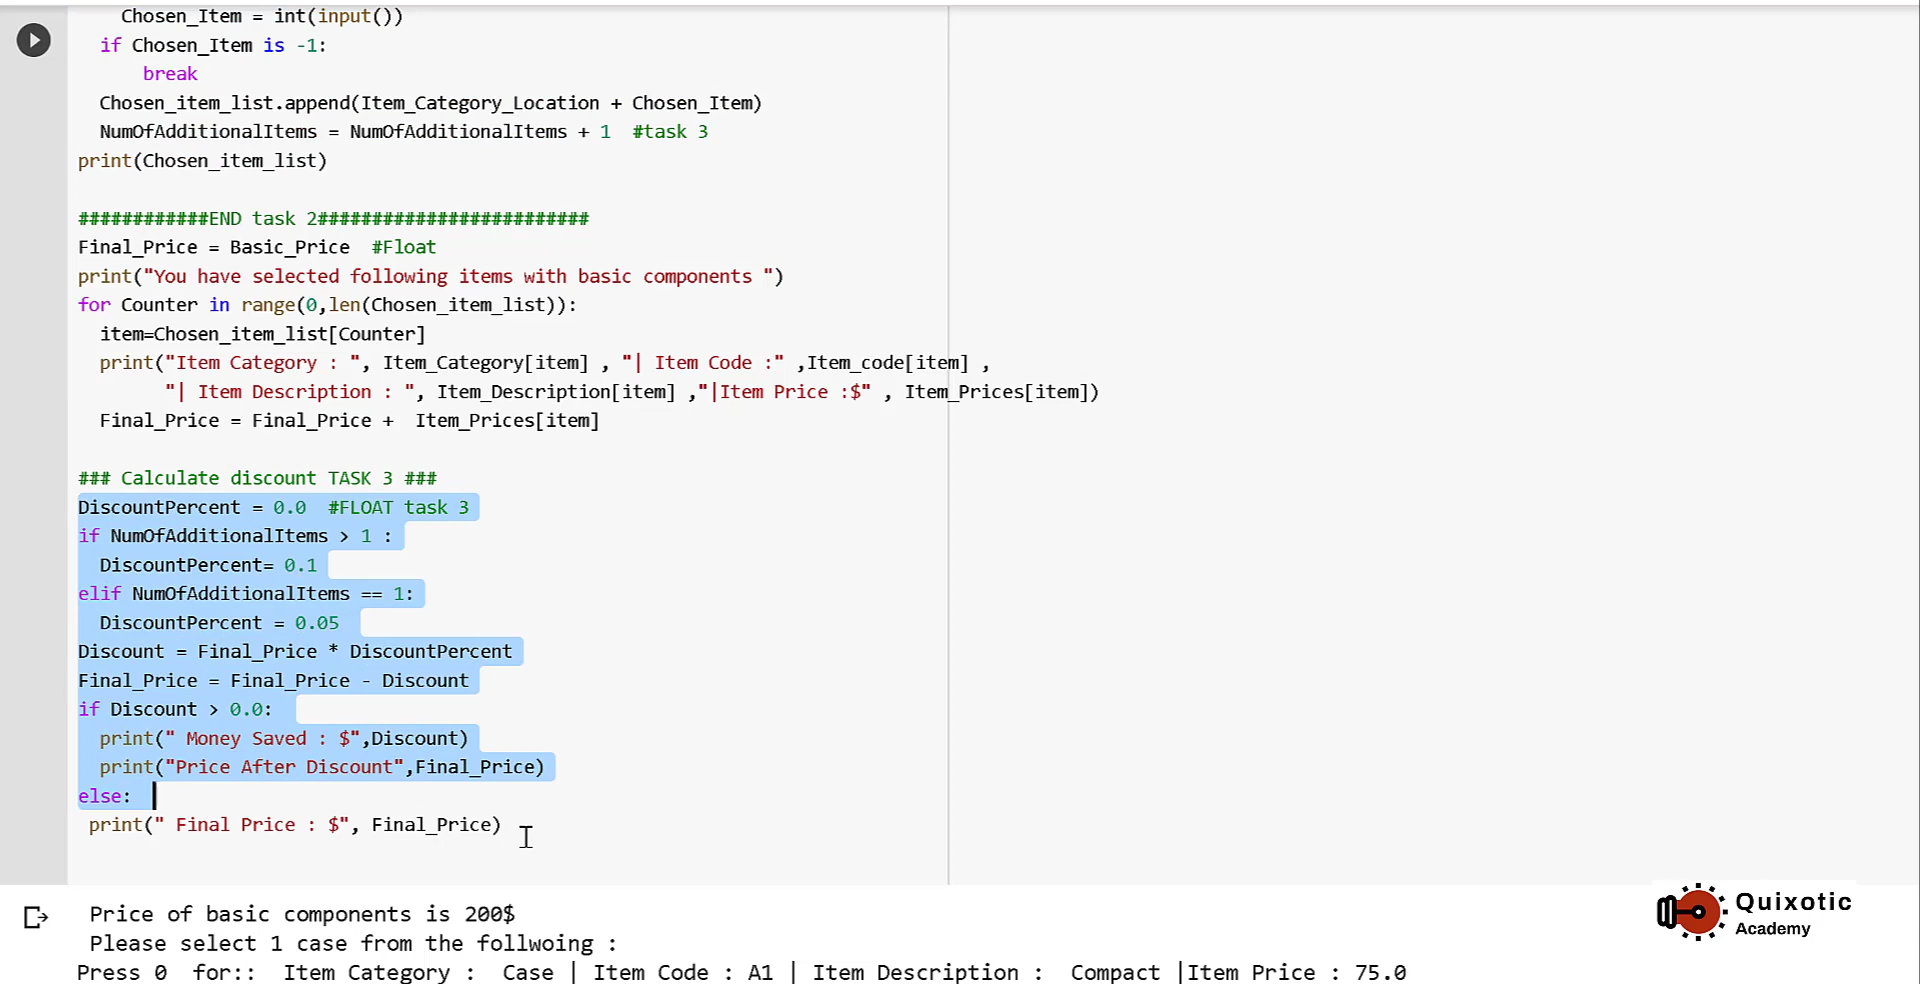 Chosen_Item = int(input())
if Chosen_Item is -1:
break
Chosen_item_list.append(Item_Category_Location + Chosen_Item)
NumOfAdditionalItems = NumOfAdditionalItems + 1  #task 3
print(Chosen_item_list)
############END task 2#########################
Final_Price = Basic_Price  #Float
print("You have selected following items with basic components ")
for Counter in range(0,len(Chosen_item_list)):
item=Chosen_item_list[Counter]
print("Item Category : ", Item_Category[item] , "| Item Code :" ,Item_code[item] ,
"| Item Description : ", Item_Description[item] ,"|Item Price :$" , Item_Prices[item])
Final_Price = Final_Price +  Item_Prices[item]
### Calculate discount TASK 3 ###
DiscountPercent = 0.0  #FLOAT task 3
if NumOfAdditionalItems > 1 :
DiscountPercent= 0.1
elif NumOfAdditionalItems == 1:
DiscountPercent = 0.05
Discount = Final_Price * DiscountPercent
Final_Price = Final_Price - Discount
if Discount > 0.0:
print(" Money Saved : $",Discount)
print("Price After Discount",Final_Price)
else:
print(" Final Price : $", Final_Price)
Price of basic components is 200$
Please select 1 case from the follwoing :
Press 0  for::  Item Category :  Case | Item Code : A1 | Item Description :  Compact |Item Price : 75.0
Quixotic
Academy